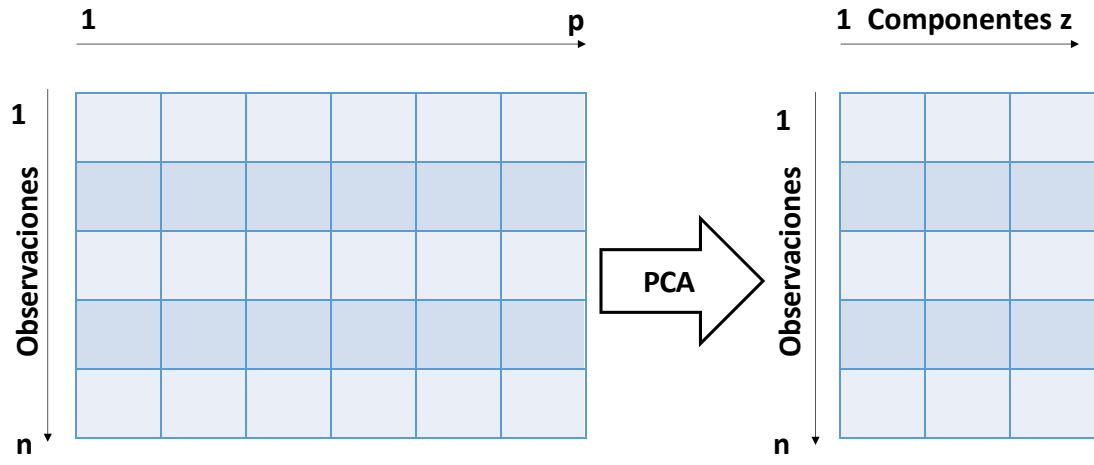 1 p
1 Componentes z
1
Observaciones
n
PCA
1
Observaciones
n